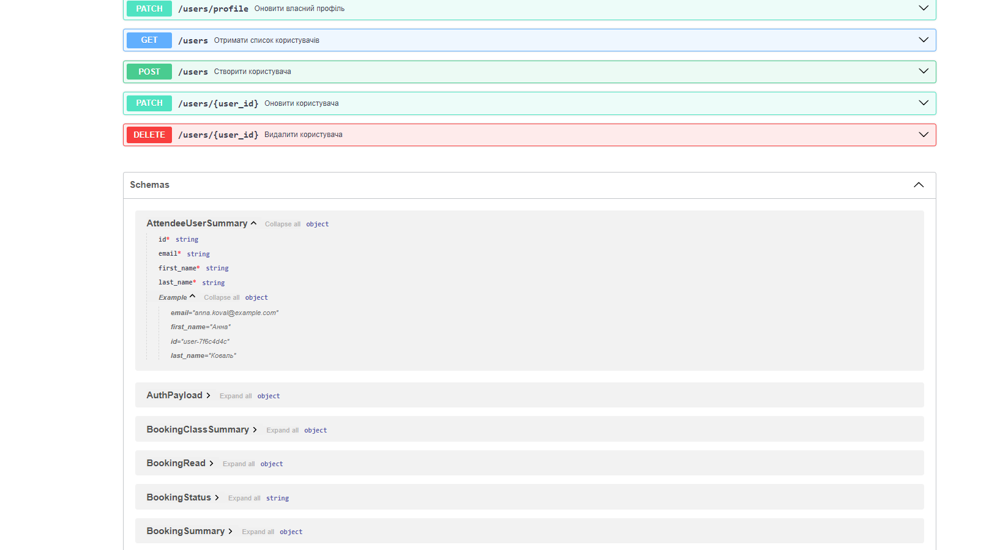 PATCH /users/profile Оновити власний профіль
GET /users Отримати список користувачів
POST /users Створити користувача
PATCH /users/{user_id} Оновити користувача
DELETE /users/{user_id} Видалити користувача
Schemas
AttendeeUserSummary Collapse all object
id* string
email* string
first_name* string
last_name* string
Example Collapse all object
email="anna.koval@example.com"
first_name="Анна"
id="user-7f6c4d4c"
last_name="Коваль"
AuthPayload Expand all object
BookingClassSummary Expand all object
BookingRead Expand all object
BookingStatus Expand all string
BookingSummary Expand all object